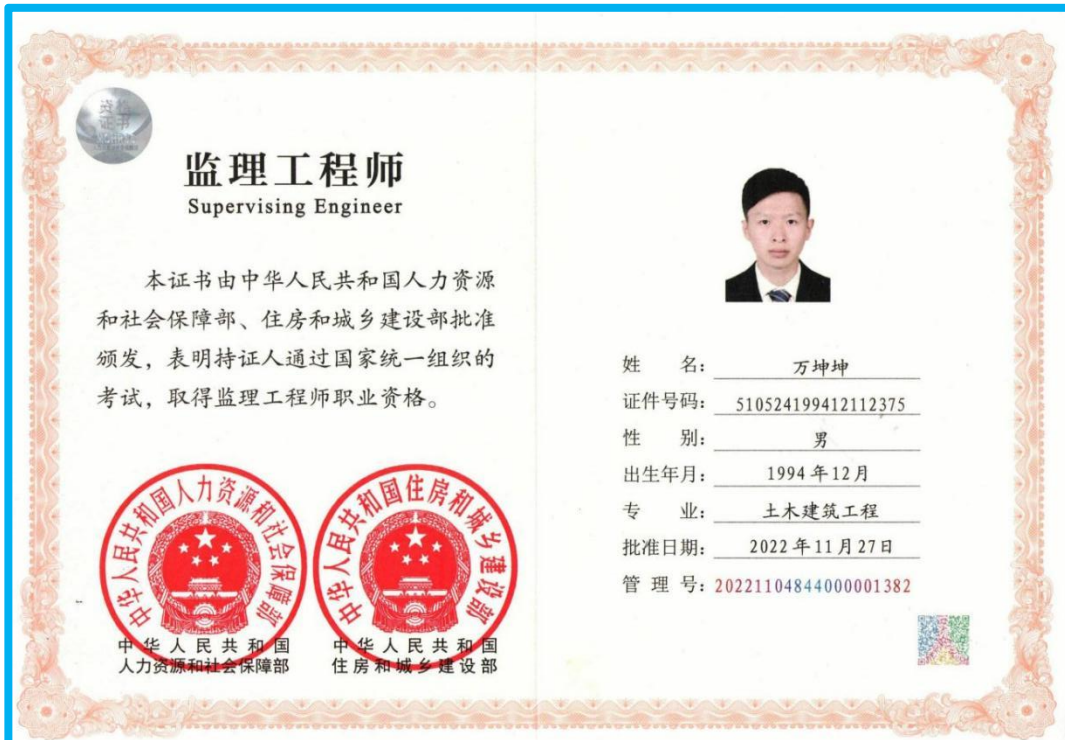 资格
证书
监理工程师
Supervising Engineer
本证书由中华人民共和国人力资源
和社会保障部、住房和城乡建设部批准
颁发，表明持证人通过国家统一组织的
考试，取得监理工程师职业资格。
中华人民共和国人力资源和社会保障部
中华人民共和国
人力资源和社会保障部
中华人民共和国住房和城乡建设部
中华人民共和国
住房和城乡建设部
姓 名：万坤坤
证件号码：510524199412112375
性 别：男
出生年月：1994年12月
专 业：土木建筑工程
批准日期：2022年11月27日
管 理 号：20221104844000001382